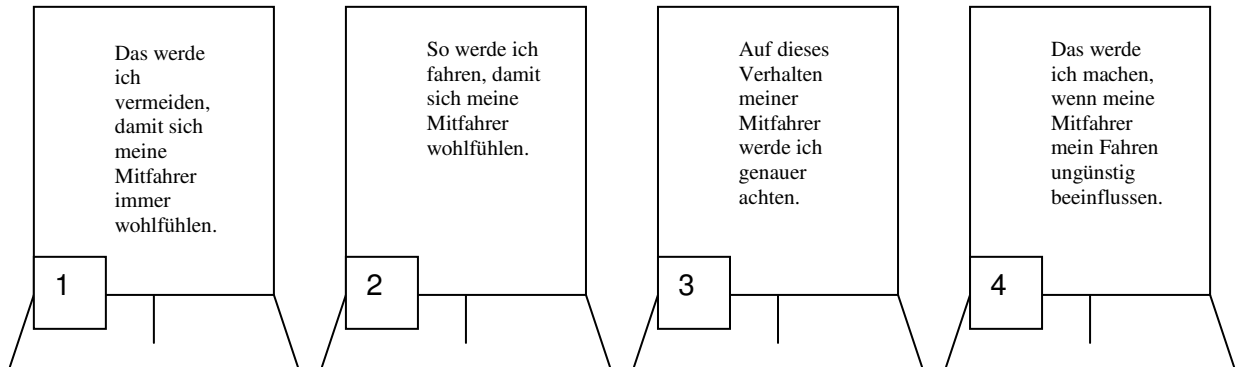 Das werde
ich
vermeiden,
damit sich
meine
Mitfahrer
immer
wohlfühlen.
1
So werde ich
fahren, damit
sich meine
Mitfahrer
wohlfühlen.
2
Auf dieses
Verhalten
meiner
Mitfahrer
werde ich
genauer
achten.
3
Das werde
ich machen,
wenn meine
Mitfahrer
mein Fahren
ungünstig
beeinflussen.
4